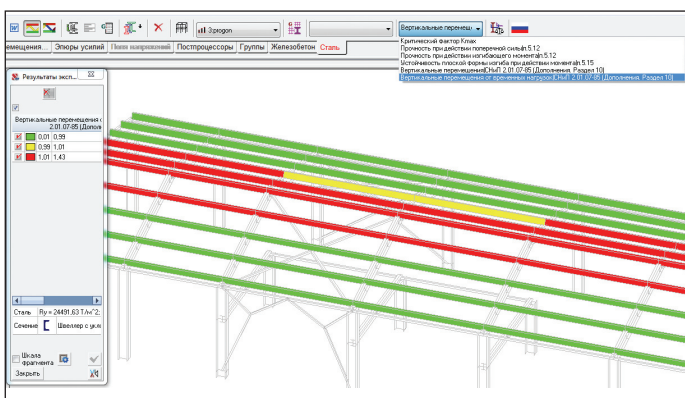 3:progon
Вертикальные перемещ
емещения... Эпюры усилий Поля напряжений Постпроцессоры Группы Железобетон Сталь
Критический фактор Kmax
Прочность при действии поперечной силы\п.5.12
Прочность при действии изгибающего момента\п.5.12
Устойчивость плоской формы изгиба при действии момента\п.5.15
Вертикальные перемещения\СНиП 2.01.07-85 (Дополнения. Раздел 10)
Вертикальные перемещения от временных нагрузок\СНиП 2.01.07-85 (Дополнения. Раздел 10)
Результаты эксп...
Вертикальные перемещения о
2.01.07-85 (Дополн
0,01 0,99
0,99 1,01
1,01 1,43
Сталь Ry = 24491,63 Т/м^2;
Сечение Швеллер с укло
Шкала
фрагмента
Закрыть